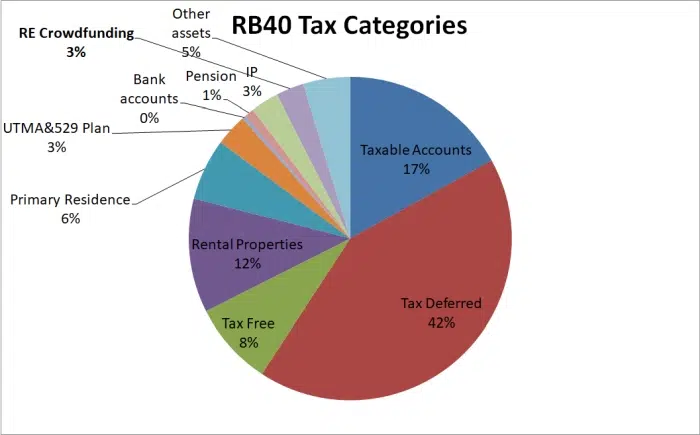 RB40 Tax Categories
Other
assets
5%
RE Crowdfunding
3%
Bank
accounts
0%
Pension
1%
IP
3%
UTMA&529 Plan
3%
Primary Residence
6%
Rental Properties
12%
Tax Free
8%
Taxable Accounts
17%
Tax Deferred
42%